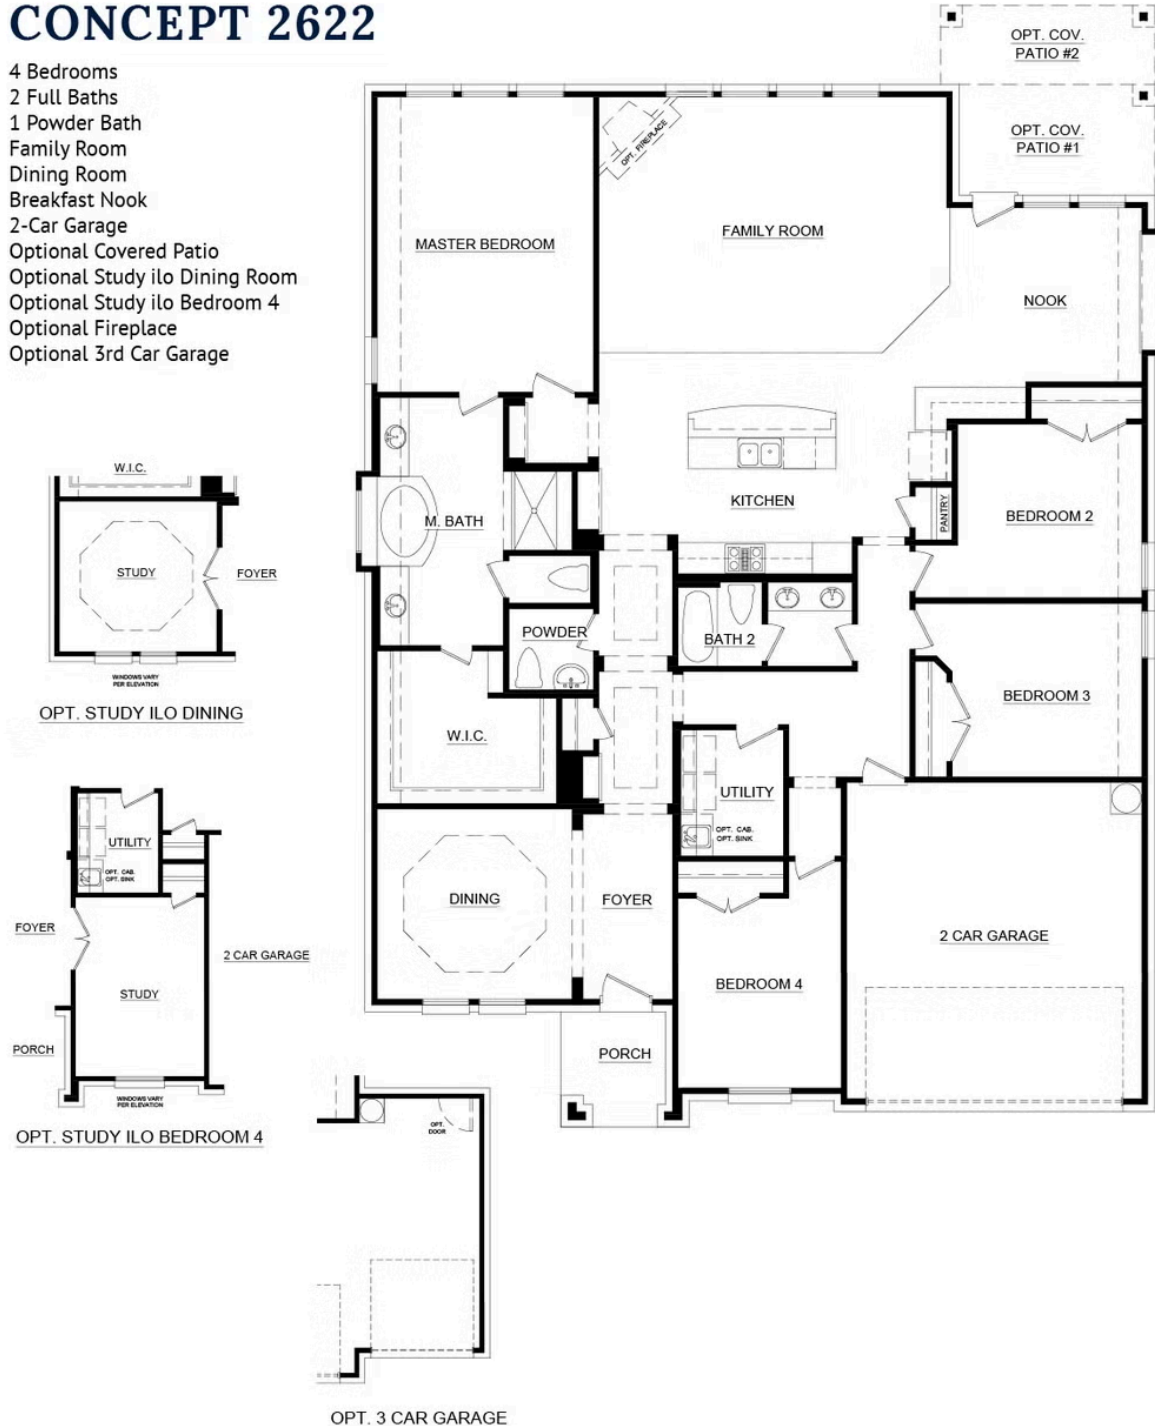 CONCEPT 2622
4 Bedrooms
2 Full Baths
1 Powder Bath
Family Room
Dining Room
Breakfast Nook
2-Car Garage
Optional Covered Patio
Optional Study ilo Dining Room
Optional Study ilo Bedroom 4
Optional Fireplace
Optional 3rd Car Garage
OPT. COV.
PATIO #2
OPT. COV.
PATIO #1
OPT. FIREPLACE
MASTER BEDROOM
FAMILY ROOM
NOOK
KITCHEN
PANTRY
BEDROOM 2
M. BATH
POWDER
BATH 2
BEDROOM 3
W.I.C.
UTILITY
OPT. CAB.
OPT. SINK
DINING
FOYER
BEDROOM 4
2 CAR GARAGE
PORCH
W.I.C.
STUDY
FOYER
WINDOWS VARY
PER ELEVATION
OPT. STUDY ILO DINING
UTILITY
OPT. CAB.
OPT. SINK
FOYER
2 CAR GARAGE
STUDY
PORCH
WINDOWS VARY
PER ELEVATION
OPT. STUDY ILO BEDROOM 4
OPT.
DOOR
OPT. 3 CAR GARAGE